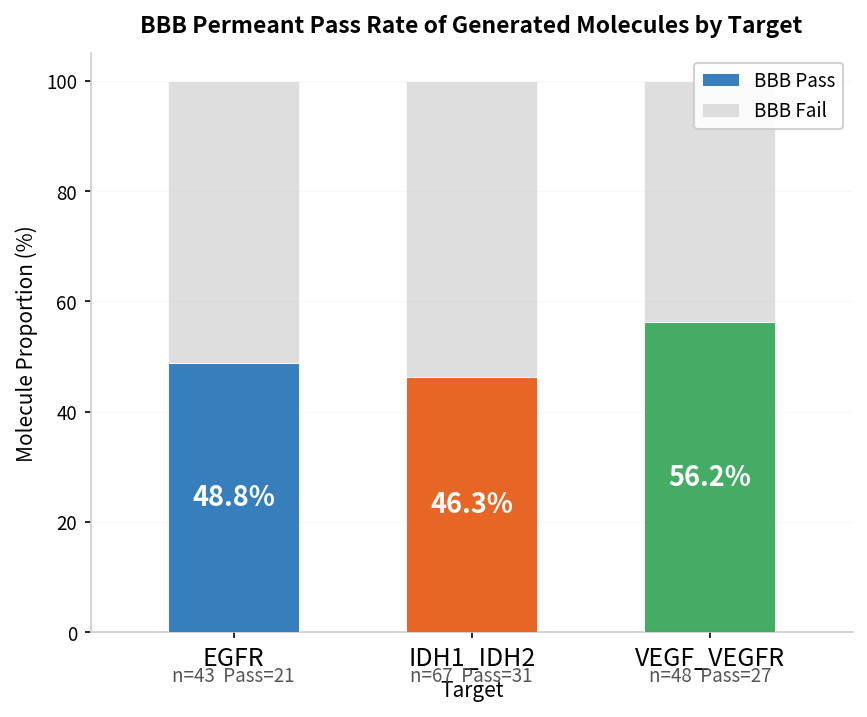 BBB Permeant Pass Rate of Generated Molecules by Target
BBB Pass
BBB Fail
Molecule Proportion (%)
100
80
60
40
20
0
48.8%
46.3%
56.2%
EGFR
IDH1_IDH2
VEGF_VEGFR
n=43 Pass=21
n=67 Pass=31
n=48 Pass=27
Target